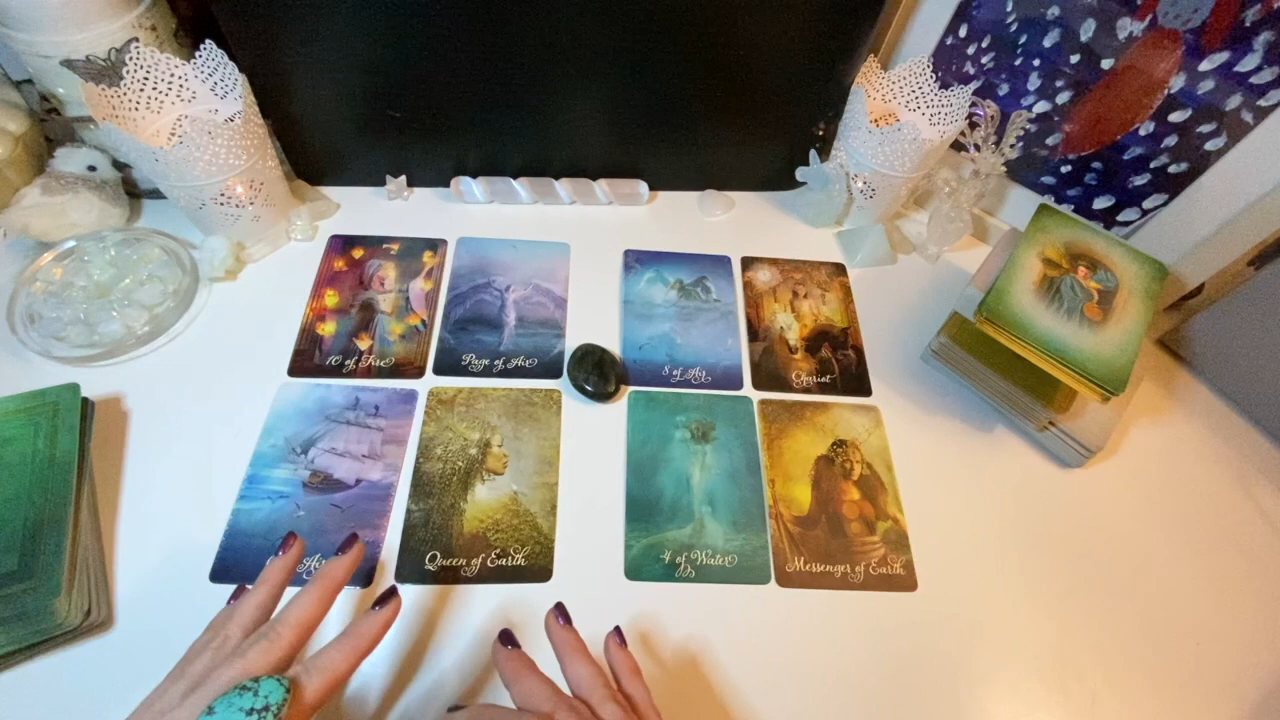 10 of Fire
Page of Air
8 of Air
Chariot
Air
Queen of Earth
4 of Water
Messenger of Earth